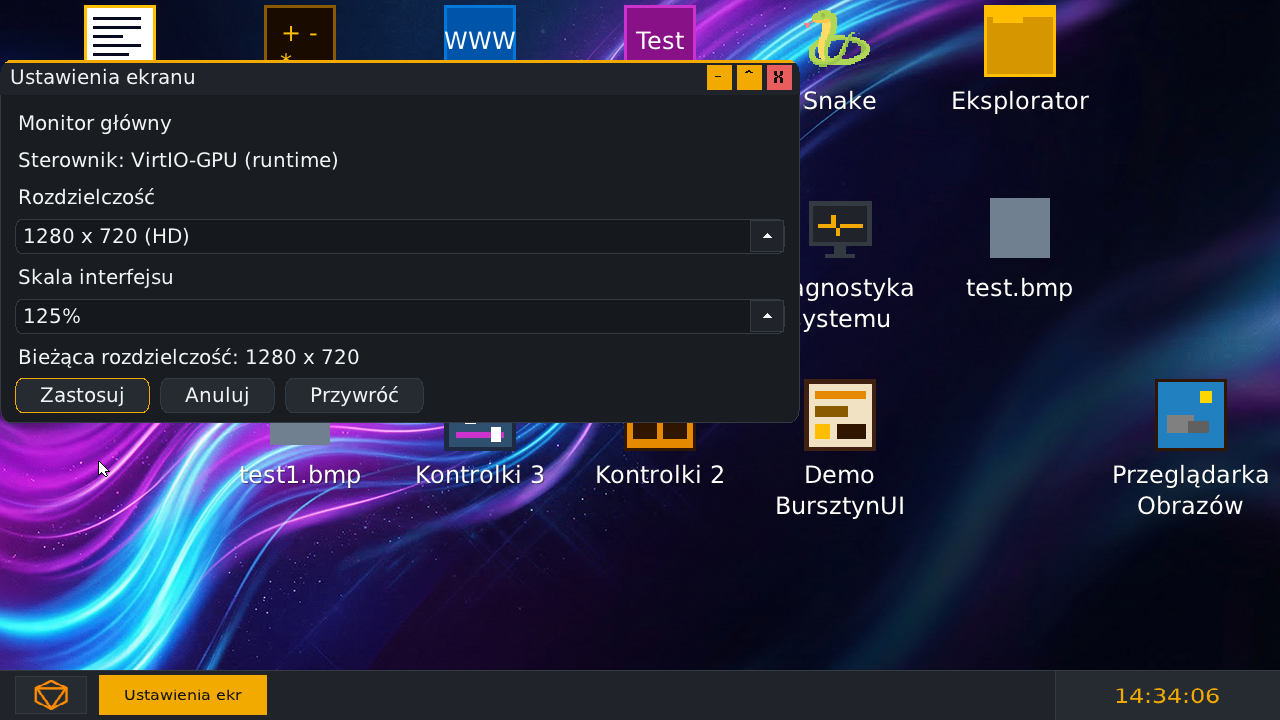 + -
*
WWW
Test
Snake
Eksplorator
Ustawienia ekranu
- ^ X
Monitor główny
Sterownik: VirtIO-GPU (runtime)
Rozdzielczość
1280 x 720 (HD)
Skala interfejsu
125%
Bieżąca rozdzielczość: 1280 x 720
Zastosuj
Anuluj
Przywróć
agnostyka
ystemu
test.bmp
test1.bmp
Kontrolki 3
Kontrolki 2
Demo
BursztynUI
Przeglądarka
Obrazów
Ustawienia ekr
14:34:06